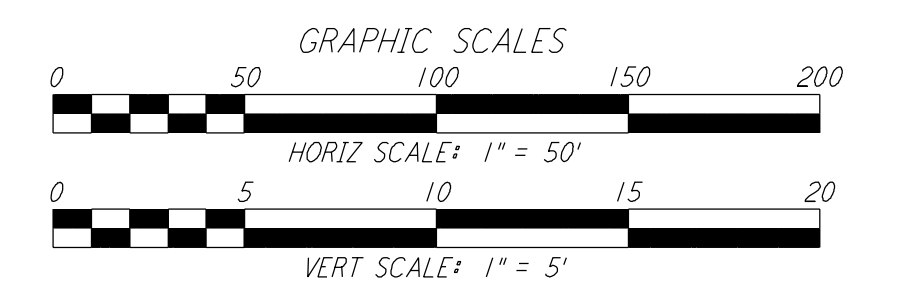 GRAPHIC SCALES
0 50 100 150 200
HORIZ SCALE: 1" = 50'
0 5 10 15 20
VERT SCALE: 1" = 5'